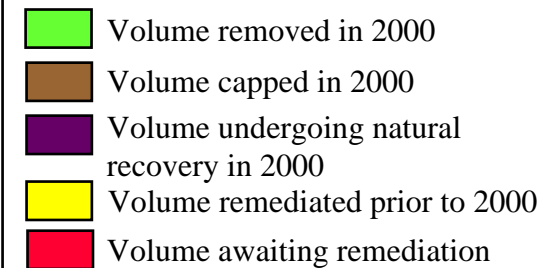 Volume removed in 2000
Volume capped in 2000
Volume undergoing natural
recovery in 2000
Volume remediated prior to 2000
Volume awaiting remediation